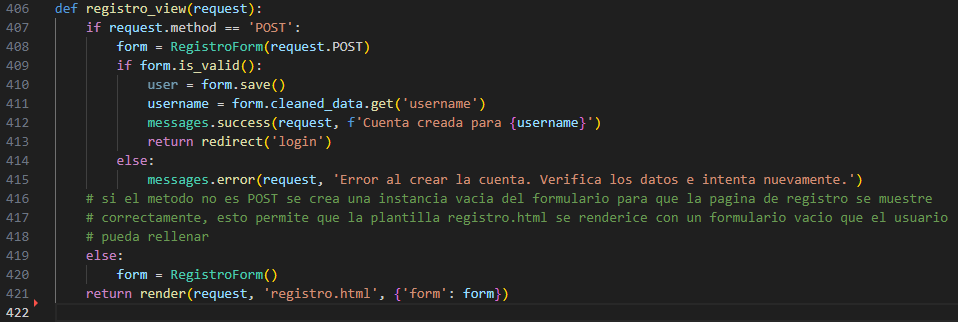 406 def registro_view(request):
407     if request.method == 'POST':
408         form = RegistroForm(request.POST)
409         if form.is_valid():
410             user = form.save()
411             username = form.cleaned_data.get('username')
412             messages.success(request, f'Cuenta creada para {username}')
413             return redirect('login')
414         else:
415             messages.error(request, 'Error al crear la cuenta. Verifica los datos e intenta nuevamente.')
416     # si el metodo no es POST se crea una instancia vacia del formulario para que la pagina de registro se muestre
417     # correctamente, esto permite que la plantilla registro.html se renderice con un formulario vacio que el usuario
418     # pueda rellenar
419     else:
420         form = RegistroForm()
421     return render(request, 'registro.html', {'form': form})
422